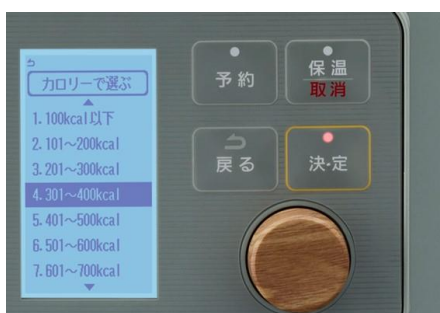 カロリーで選ぶ
1. 100kcal以下
2. 101～200kcal
3. 201～300kcal
4. 301～400kcal
5. 401～500kcal
6. 501～600kcal
7. 601～700kcal
予約
保温
取消
戻る
決定